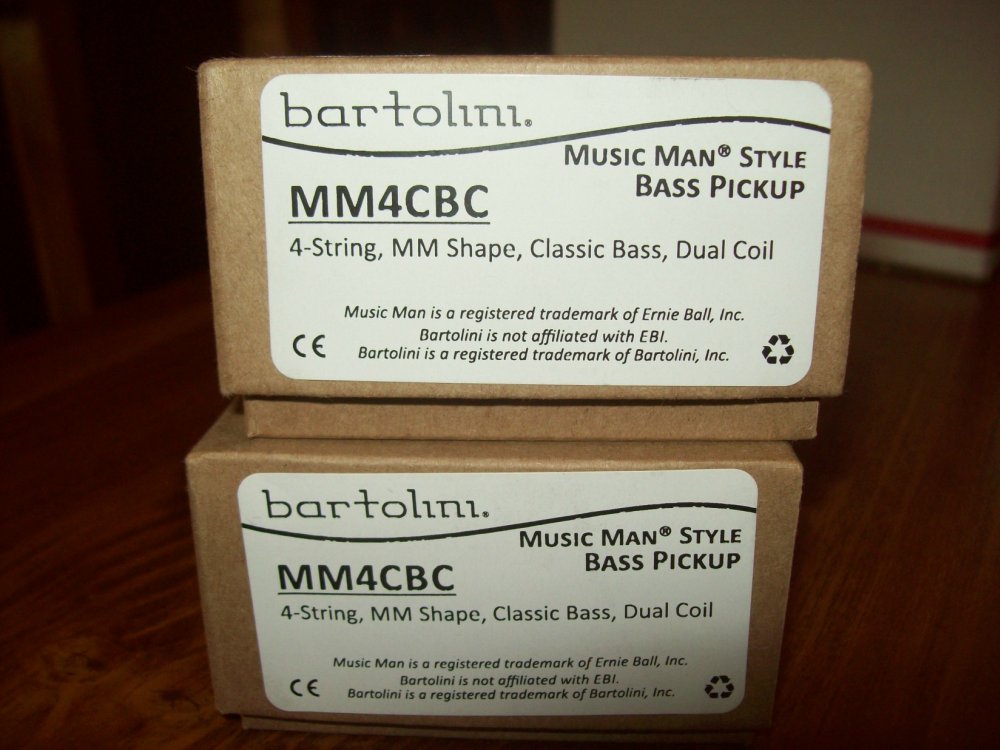 bartolini®
Music Man® Style
Bass Pickup
MM4CBC
4-String, MM Shape, Classic Bass, Dual Coil
Music Man is a registered trademark of Ernie Ball, Inc.
Bartolini is not affiliated with EBI.
CE
Bartolini is a registered trademark of Bartolini, Inc.
bartolini®
Music Man® Style
Bass Pickup
MM4CBC
4-String, MM Shape, Classic Bass, Dual Coil
Music Man is a registered trademark of Ernie Ball, Inc.
Bartolini is not affiliated with EBI.
CE
Bartolini is a registered trademark of Bartolini, Inc.